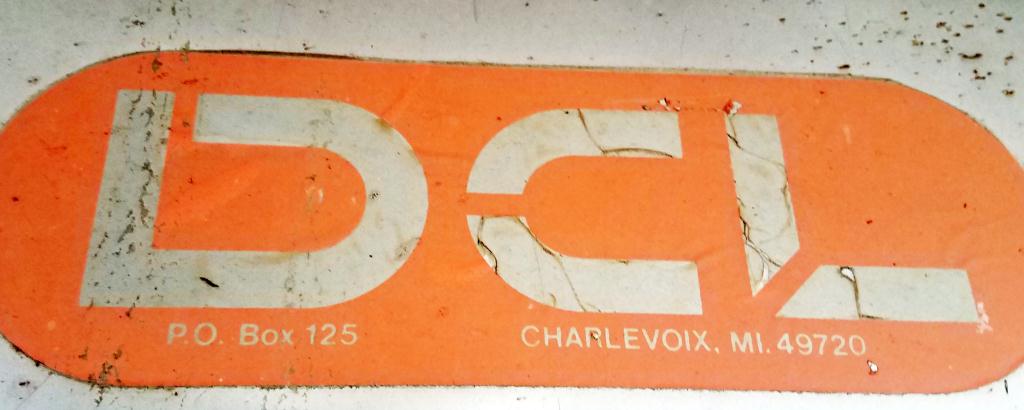 DCL
P.O. Box 125 CHARLEVOIX, MI. 49720